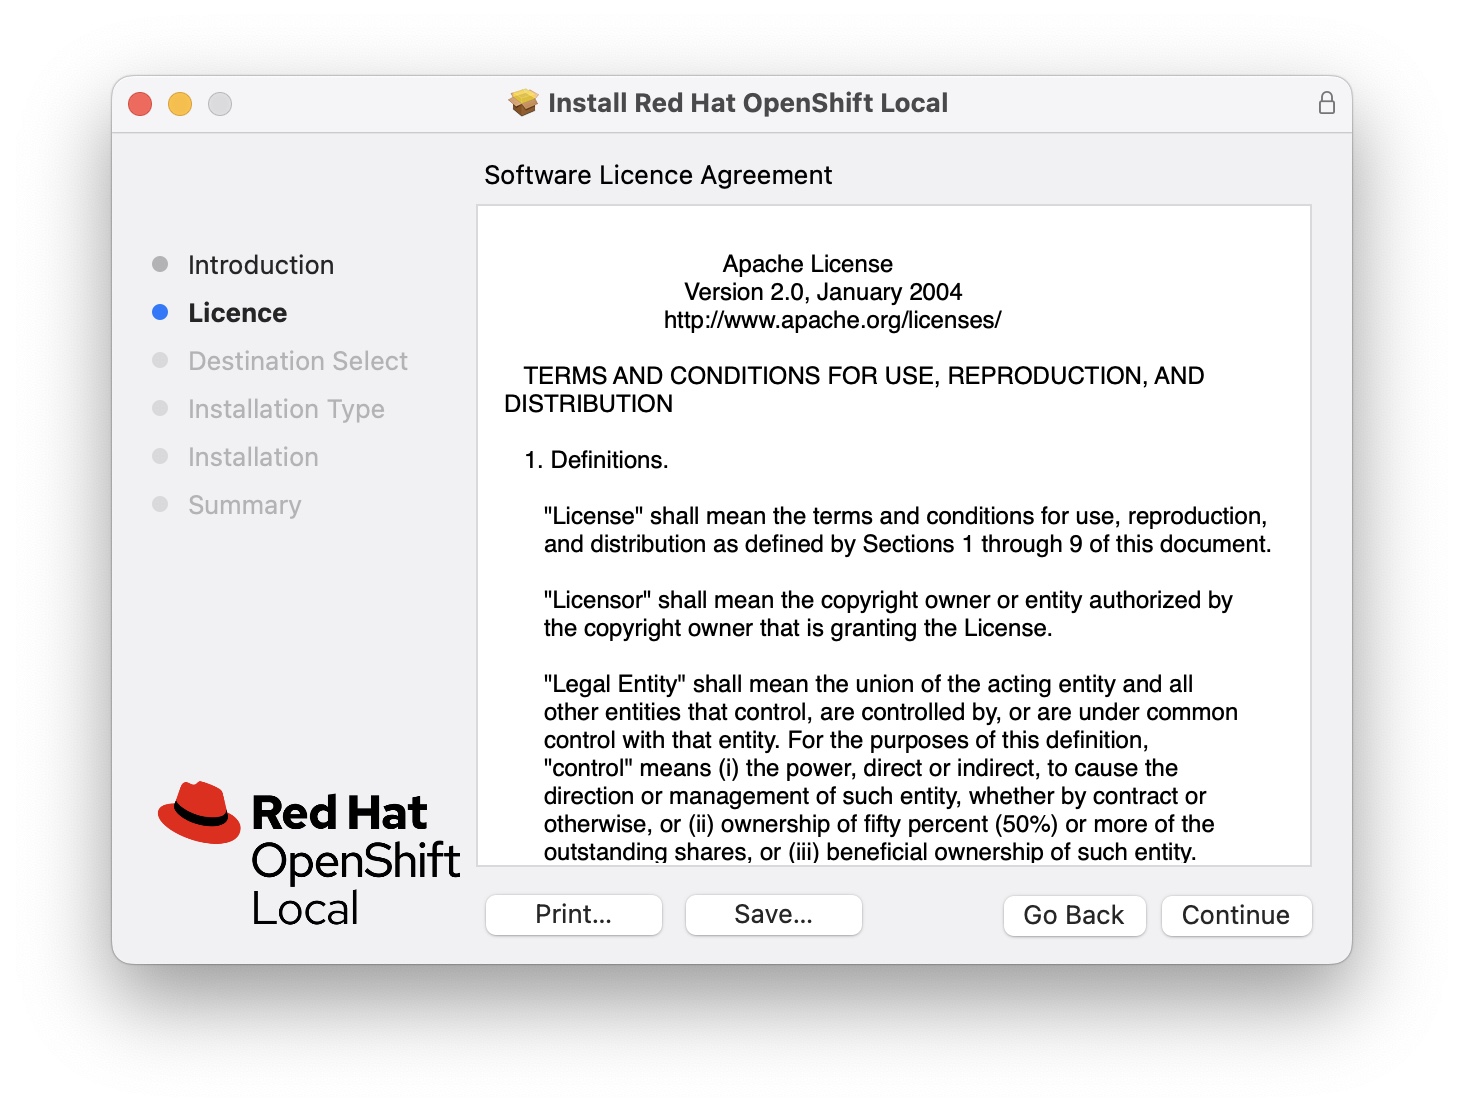 Install Red Hat OpenShift Local
Software Licence Agreement
Introduction
Licence
Destination Select
Installation Type
Installation
Summary
Apache License
Version 2.0, January 2004
http://www.apache.org/licenses/
TERMS AND CONDITIONS FOR USE, REPRODUCTION, AND
DISTRIBUTION
1. Definitions.
"License" shall mean the terms and conditions for use, reproduction,
and distribution as defined by Sections 1 through 9 of this document.
"Licensor" shall mean the copyright owner or entity authorized by
the copyright owner that is granting the License.
"Legal Entity" shall mean the union of the acting entity and all
other entities that control, are controlled by, or are under common
control with that entity. For the purposes of this definition,
"control" means (i) the power, direct or indirect, to cause the
direction or management of such entity, whether by contract or
otherwise, or (ii) ownership of fifty percent (50%) or more of the
outstanding shares, or (iii) beneficial ownership of such entity.
Red Hat
OpenShift
Local
Print...
Save...
Go Back
Continue